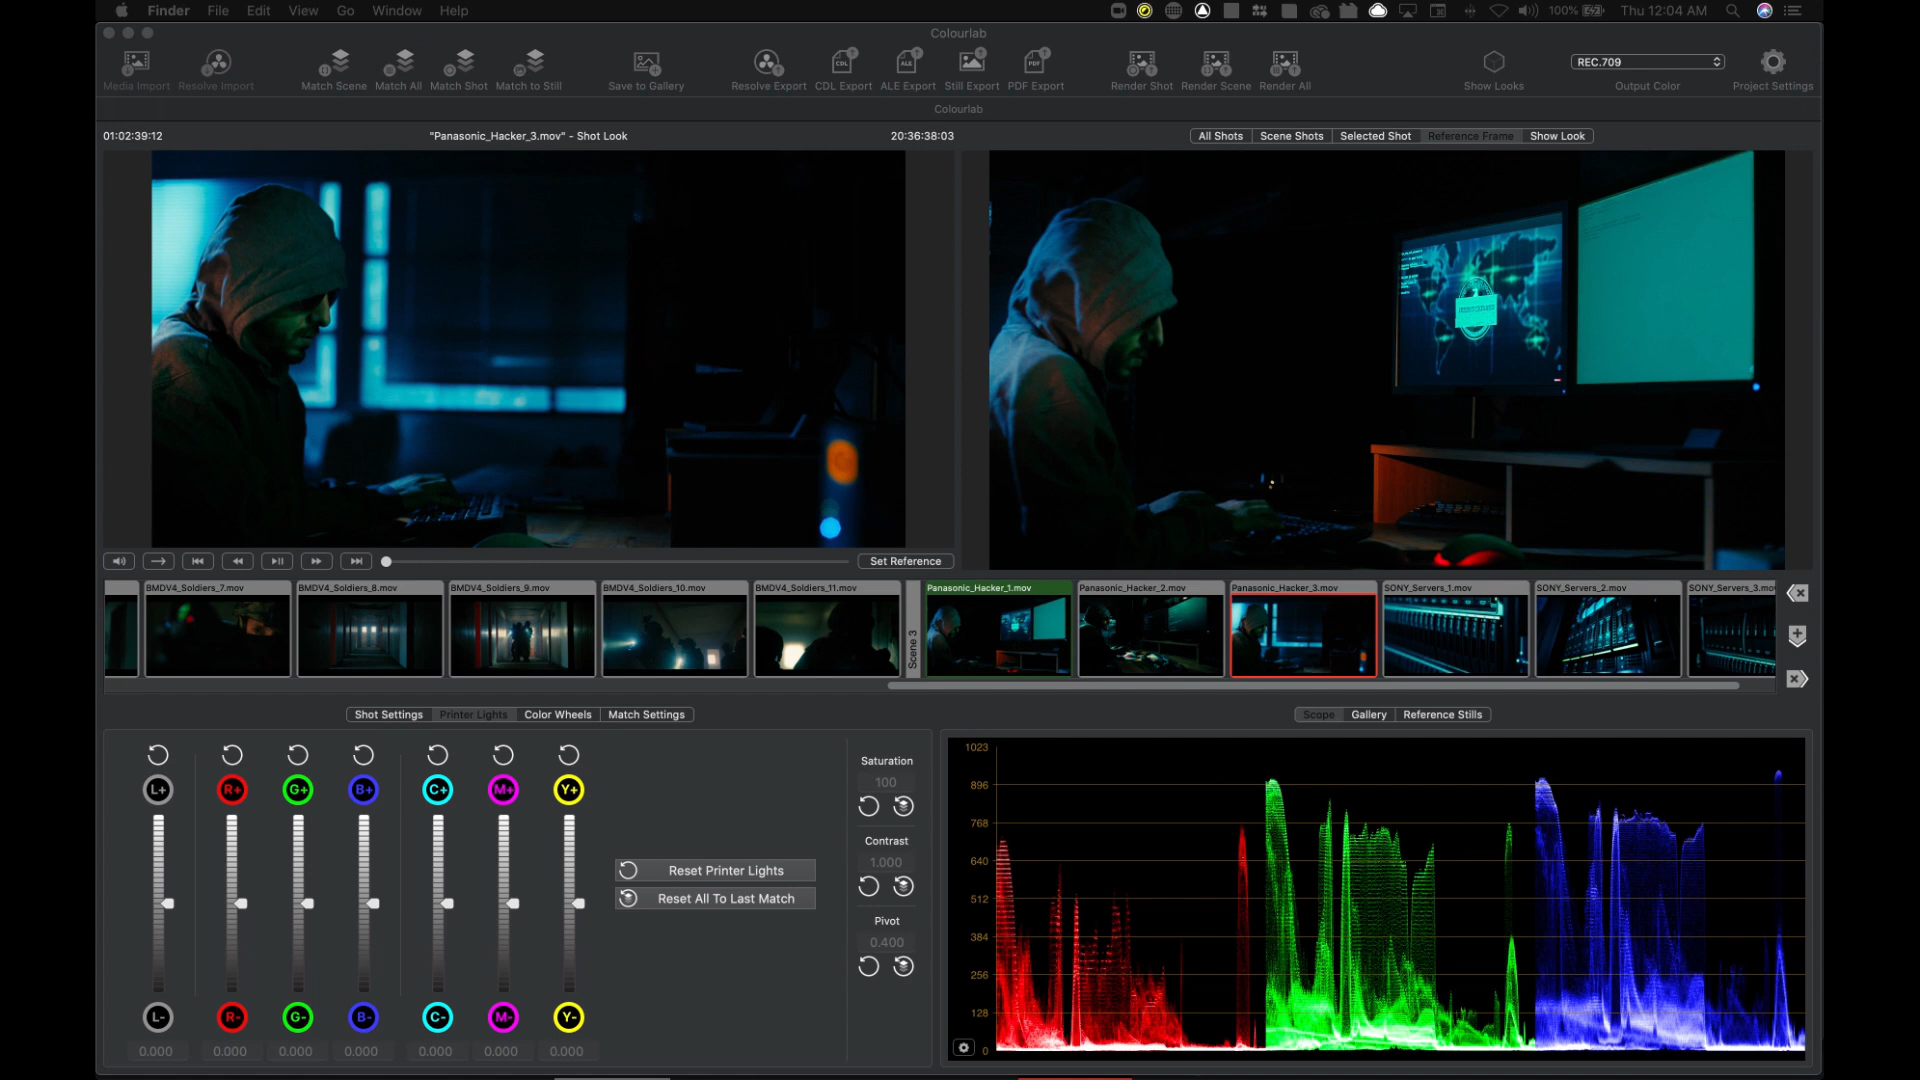 Finder File Edit View Go Window Help 100% Thu 12:04 AM
Colourlab
Media Import Resolve Import Match Scene Match All Match Shot Match to Still Save to Gallery Resolve Export CDL Export ALE Export Still Export PDF Export Render Shot Render Scene Render All Show Looks REC.709 Output Color Project Settings
CDL ALE PDF
Colourlab
01:02:39:12 "Panasonic_Hacker_3.mov" - Shot Look 20:36:38:03 All Shots Scene Shots Selected Shot Reference Frame Show Look
Set Reference
BMDV4_Soldiers_7.mov BMDV4_Soldiers_8.mov BMDV4_Soldiers_9.mov BMDV4_Soldiers_10.mov BMDV4_Soldiers_11.mov Scene 3 Panasonic_Hacker_1.mov Panasonic_Hacker_2.mov Panasonic_Hacker_3.mov SONY_Servers_1.mov SONY_Servers_2.mov SONY_Servers_3.mov
Shot Settings Printer Lights Color Wheels Match Settings Scope Gallery Reference Stills
L+ R+ G+ B+ C+ M+ Y+
Reset Printer Lights
Reset All To Last Match
L- R- G- B- C- M- Y-
0.000 0.000 0.000 0.000 0.000 0.000 0.000
Saturation
100
Contrast
1.000
Pivot
0.400
1023
896
768
640
512
384
256
128
0